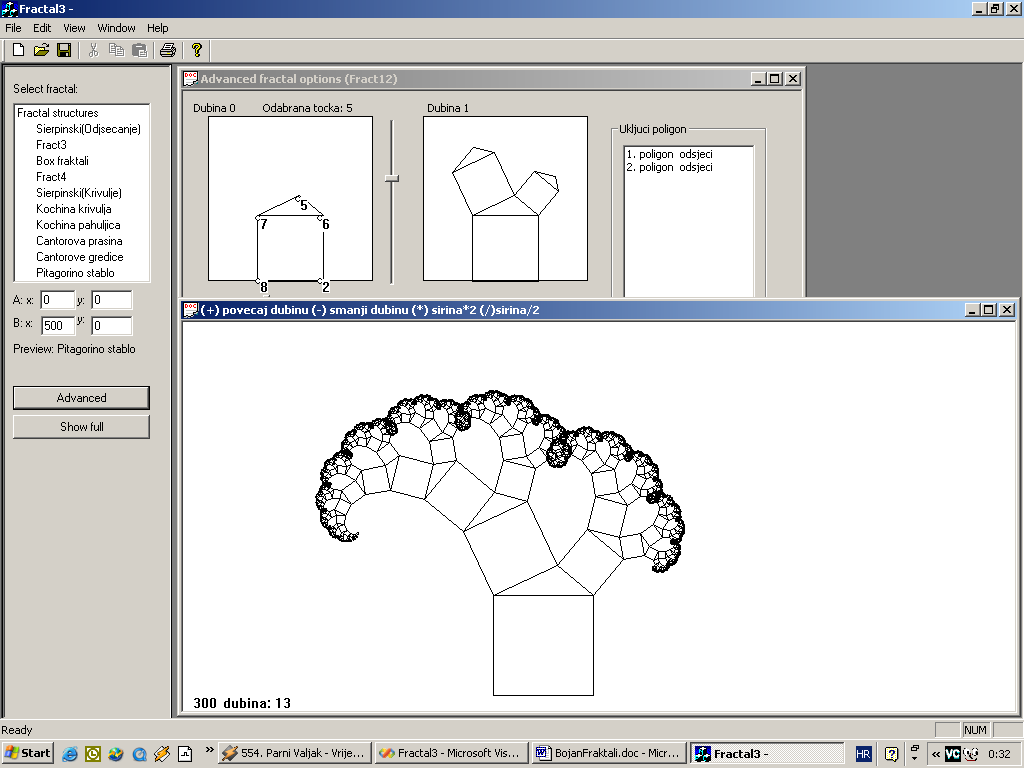 Fractal3 -
File Edit View Window Help
Select fractal:
Fractal structures
Sierpinski(Odjsecanje)
Fract3
Box fraktali
Fract4
Sierpinski(Krivulje)
Kochina krivulja
Kochina pahuljica
Cantorova prasina
Cantorove gredice
Pitagorino stablo
A: x: 0 y: 0
B: x: 500 y: 0
Preview: Pitagorino stablo
Advanced
Show full
Advanced fractal options (Fract12)
Dubina 0 Odabrana tocka: 5 Dubina 1
5
7 6
8 2
Ukljuci poligon
1. poligon odsjeci
2. poligon odsjeci
(+) povecaj dubinu (-) smanji dubinu (*) sirina*2 (/)sirina/2
300 dubina: 13
Ready
NUM
Start
554. Parni Valjak - Vrije...
Fractal3 - Microsoft Vis...
BojanFraktali.doc - Micr...
Fractal3 -
HR
VC
0:32